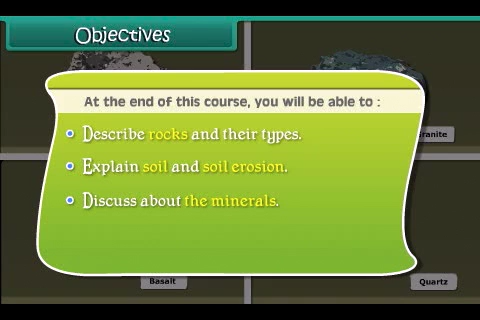 Objectives
At the end of this course, you will be able to :
Describe rocks and their types.
Explain soil and soil erosion.
Discuss about the minerals.
Basalt
Quartz